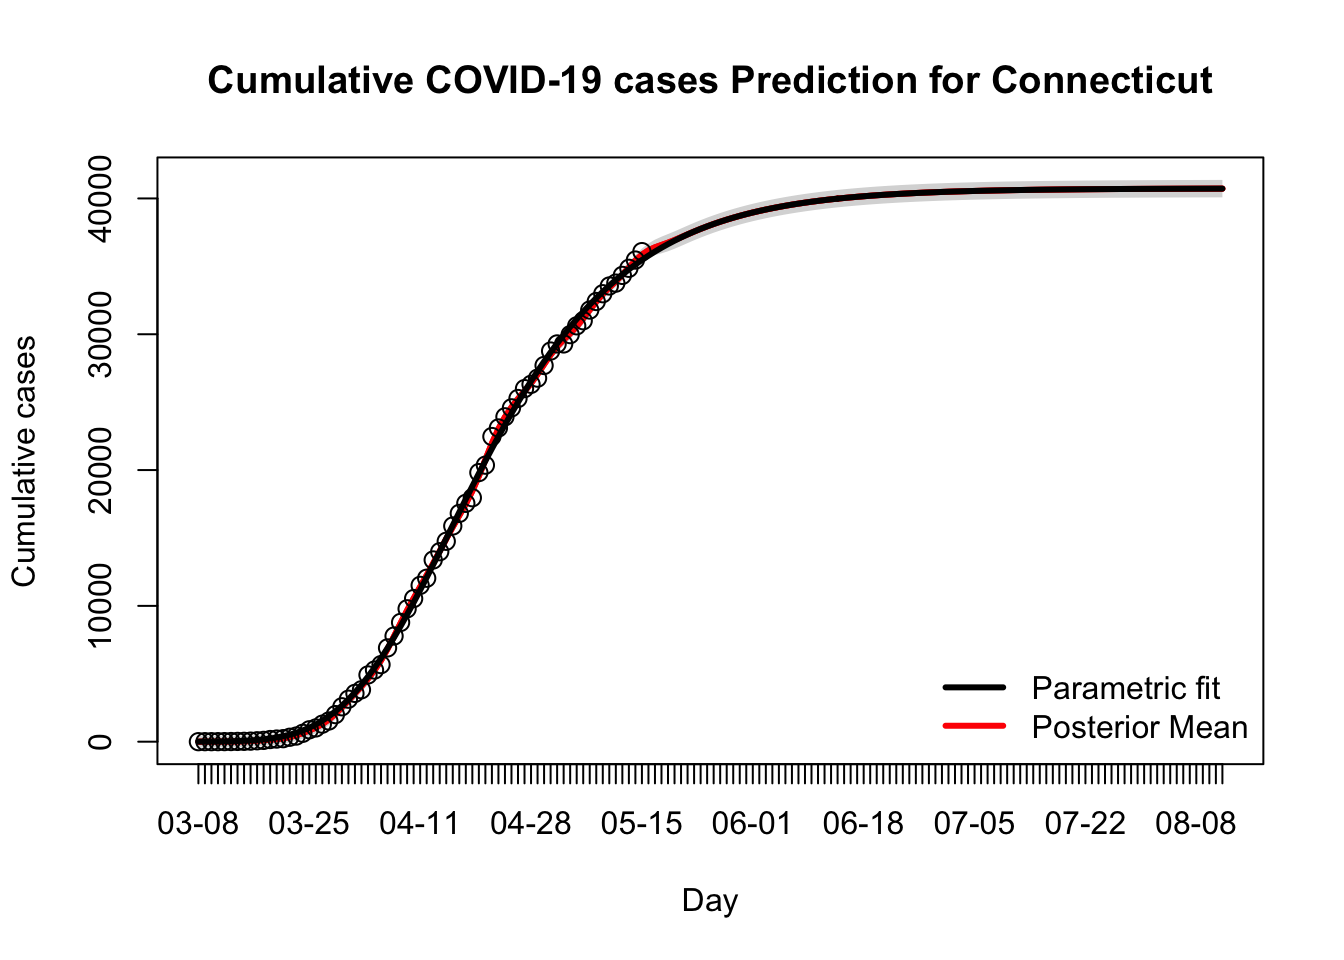 Cumulative COVID-19 cases Prediction for Connecticut
Cumulative cases
40000
30000
20000
10000
0
Parametric fit
Posterior Mean
03-08 03-25 04-11 04-28 05-15 06-01 06-18 07-05 07-22 08-08
Day